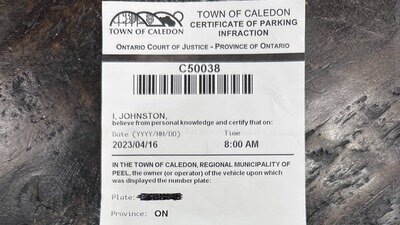 TOWN OF CALEDON
TOWN OF CALEDON
CERTIFICATE OF PARKING
INFRACTION
ONTARIO COURT OF JUSTICE - PROVINCE OF ONTARIO
C50038
I, JOHNSTON,
believe from personal knowledge and certify that on:
Date (YYYY/MM/DD) Time
2023/04/16 8:00 AM
IN THE TOWN OF CALEDON, REGIONAL MUNICIPALITY OF
PEEL, the owner (or operator) of the vehicle upon which
was displayed the number plate:
Plate:
Province: ON